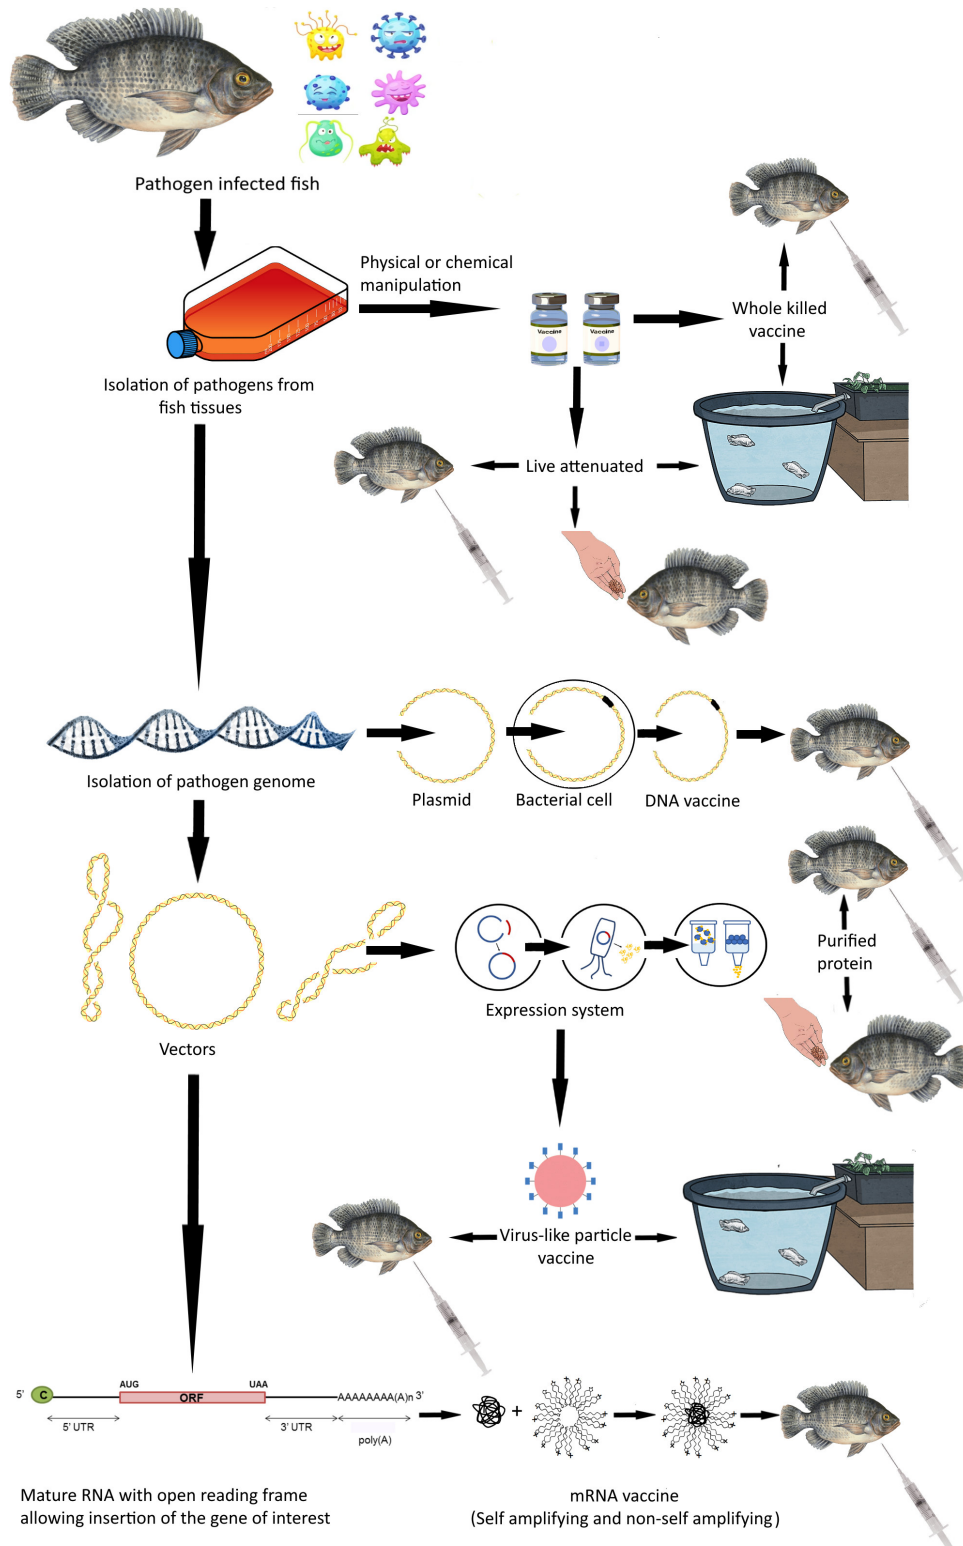 Pathogen infected fish
Physical or chemical
manipulation
Vaccine
Vaccine
Whole killed
vaccine
Isolation of pathogens from
fish tissues
Live attenuated
Isolation of pathogen genome
Plasmid
Bacterial cell
DNA vaccine
Purified
protein
Expression system
Vectors
Virus-like particle
vaccine
AUG
UAA
5'
C
ORF
AAAAAAAA(A)n 3'
5' UTR
3' UTR
poly(A)
+
Mature RNA with open reading frame
allowing insertion of the gene of interest
mRNA vaccine
(Self amplifying and non-self amplifying)